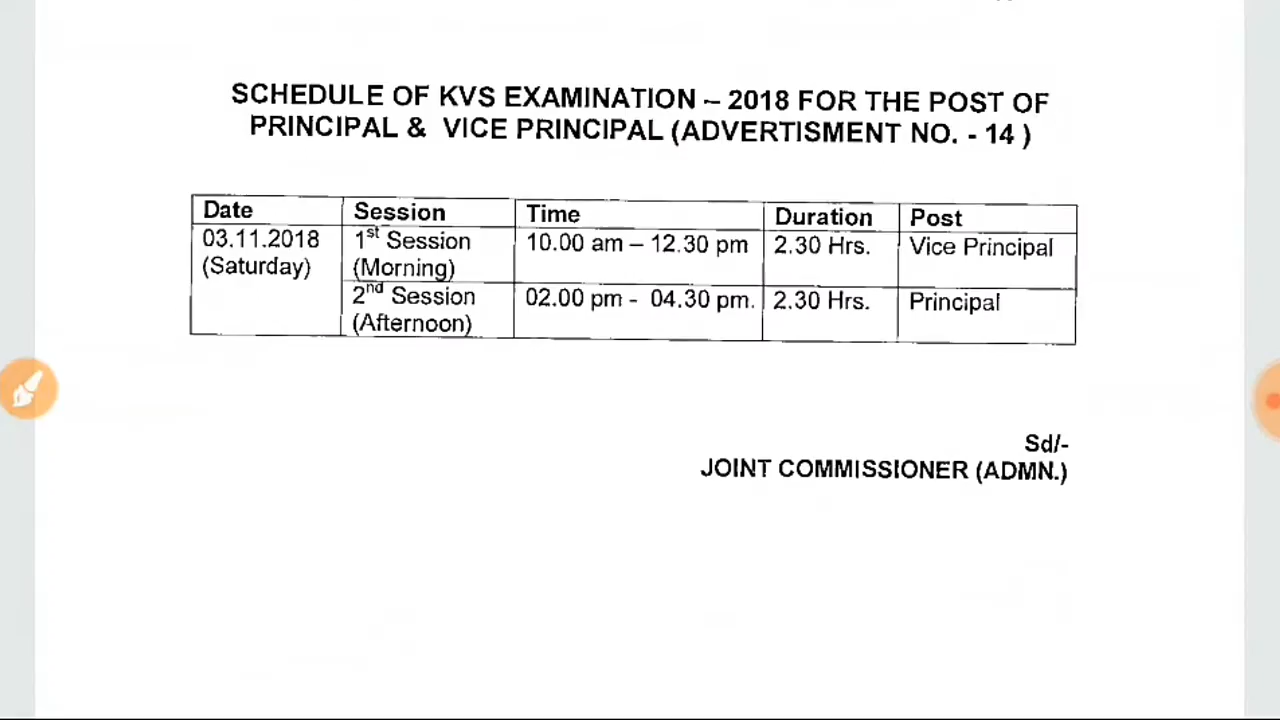 SCHEDULE OF KVS EXAMINATION – 2018 FOR THE POST OF
PRINCIPAL & VICE PRINCIPAL (ADVERTISMENT NO. - 14 )
Date Session Time Duration Post
03.11.2018 1st Session 10.00 am – 12.30 pm 2.30 Hrs. Vice Principal
(Saturday) (Morning)
2nd Session 02.00 pm - 04.30 pm. 2.30 Hrs. Principal
(Afternoon)
Sd/-
JOINT COMMISSIONER (ADMN.)